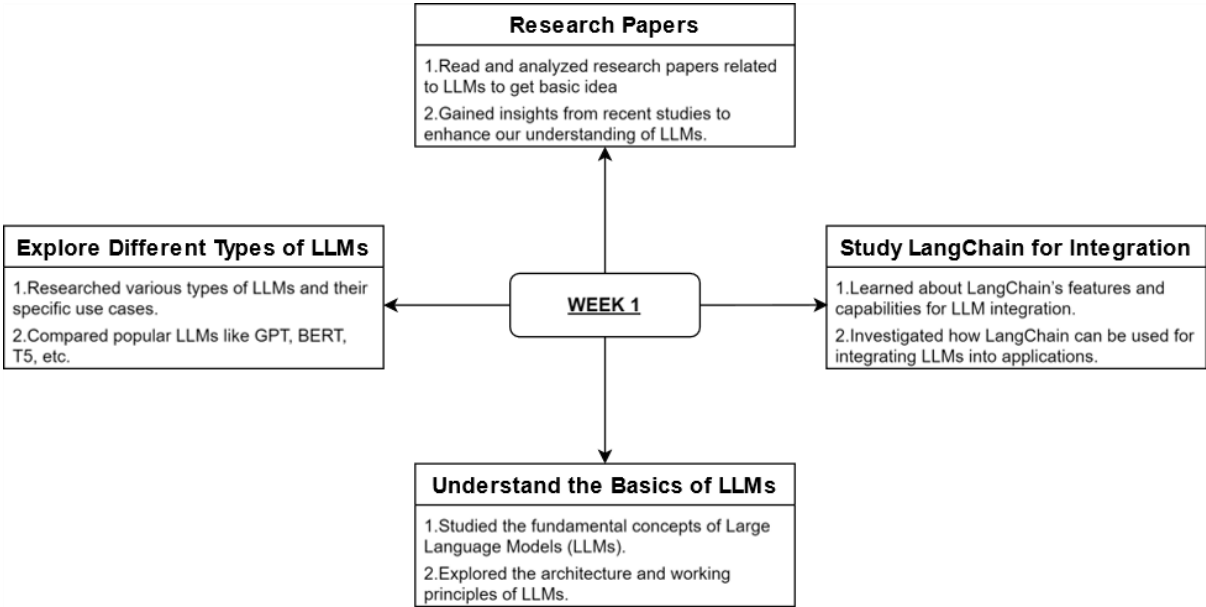 Research Papers
1.Read and analyzed research papers related
to LLMs to get basic idea
2.Gained insights from recent studies to
enhance our understanding of LLMs.
Explore Different Types of LLMs
1.Researched various types of LLMs and their
specific use cases.
2.Compared popular LLMs like GPT, BERT,
T5, etc.
WEEK 1
Study LangChain for Integration
1.Learned about LangChain’s features and
capabilities for LLM integration.
2.Investigated how LangChain can be used for
integrating LLMs into applications.
Understand the Basics of LLMs
1.Studied the fundamental concepts of Large
Language Models (LLMs).
2.Explored the architecture and working
principles of LLMs.